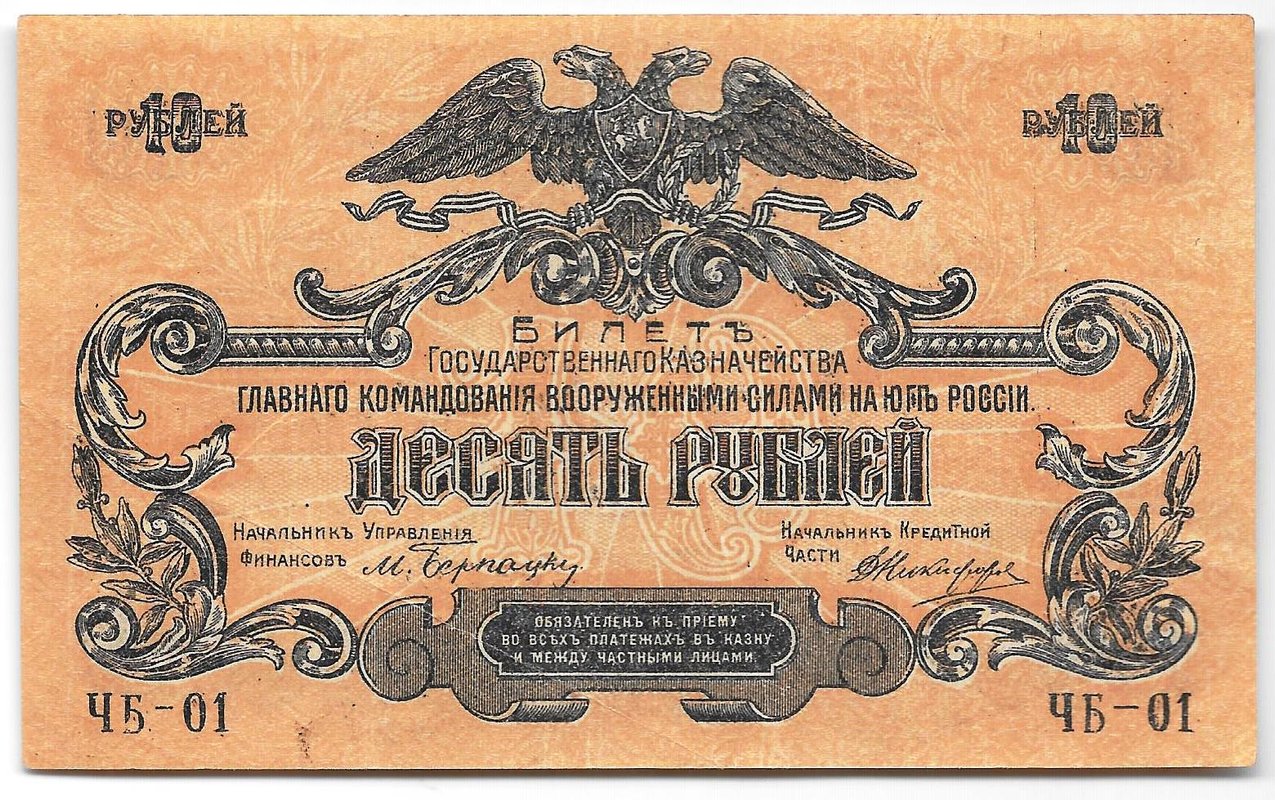 10 РУБЛЕЙ
10 РУБЛЕЙ
БИЛЕТЪ
ГОСУДАРСТВЕННАГО КАЗНАЧЕЙСТВА
ГЛАВНАГО КОМАНДОВАНІЯ ВООРУЖЕННЫМИ СИЛАМИ НА ЮГѢ РОССІИ.
ДЕСЯТЬ РУБЛЕЙ
НАЧАЛЬНИКЪ УПРАВЛЕНІЯ
ФИНАНСОВЪ М. Бернацкій
НАЧАЛЬНИКЪ КРЕДИТНОЙ
ЧАСТИ
ОБЯЗАТЕЛЕНЪ КЪ ПРІЕМУ
ВО ВСѢХЪ ПЛАТЕЖАХЪ ВЪ КАЗНУ
И МЕЖДУ ЧАСТНЫМИ ЛИЦАМИ.
ЧБ-01
ЧБ-01